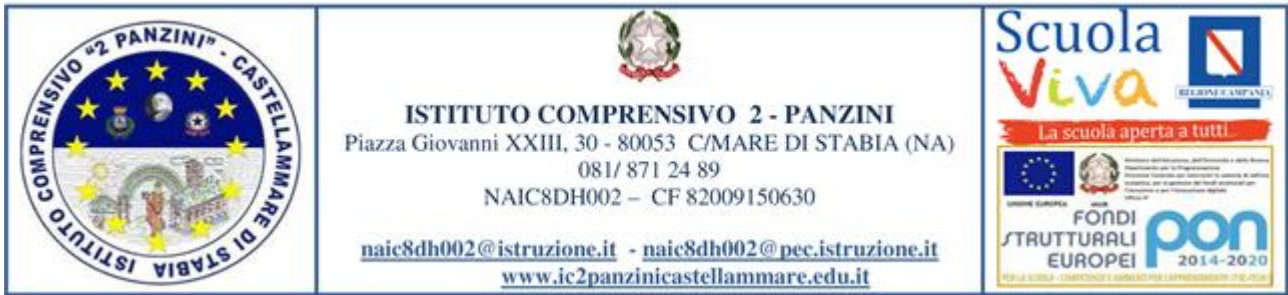 ISTITUTO COMPRENSIVO "2 PANZINI" - CASTELLAMMARE DI STABIA
ISTITUTO COMPRENSIVO 2 - PANZINI
Piazza Giovanni XXIII, 30 - 80053 C/MARE DI STABIA (NA)
081/ 871 24 89
NAIC8DH002 – CF 82009150630
naic8dh002@istruzione.it - naic8dh002@pec.istruzione.it
www.ic2panzinicastellammare.edu.it
Scuola
Viva
REGIONE CAMPANIA
La scuola aperta a tutti
UNIONE EUROPEA
MIUR
FONDI
STRUTTURALI
EUROPEI
pon
2014-2020